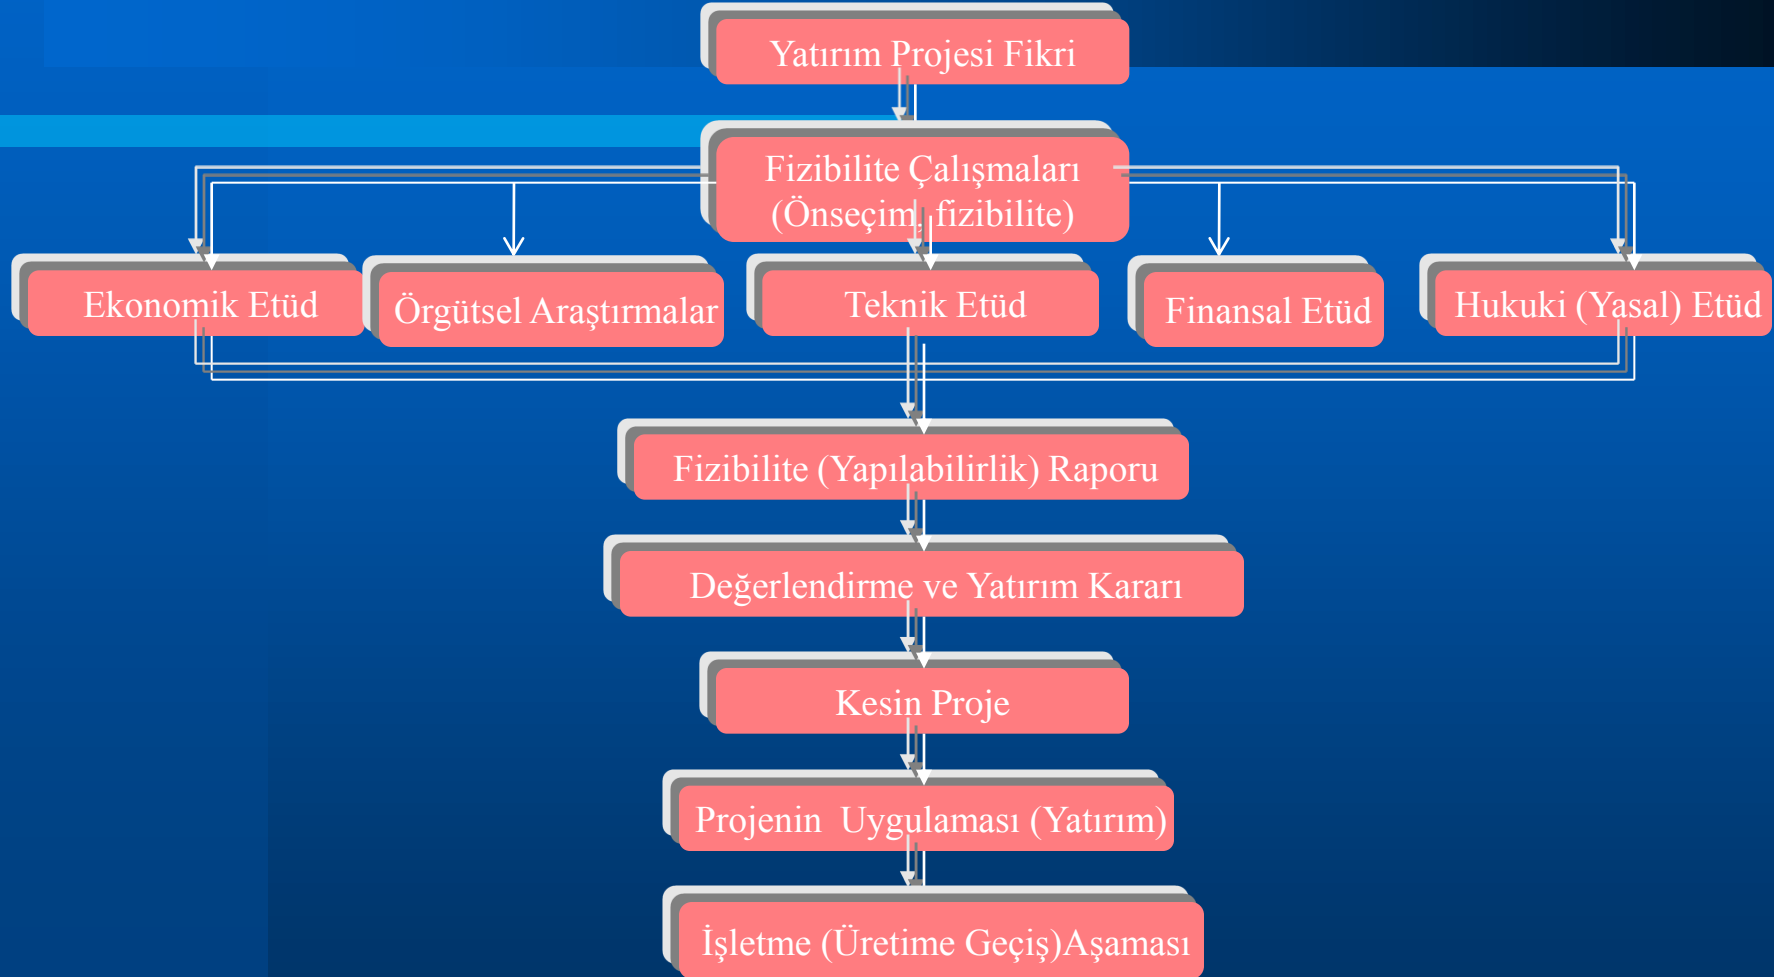 Yatırım Projesi Fikri
Fizibilite Çalışmaları
(Önseçim, fizibilite)
Ekonomik Etüd
Örgütsel Araştırmalar
Teknik Etüd
Finansal Etüd
Hukuki (Yasal) Etüd
Fizibilite (Yapılabilirlik) Raporu
Değerlendirme ve Yatırım Kararı
Kesin Proje
Projenin  Uygulaması (Yatırım)
İşletme (Üretime Geçiş)Aşaması